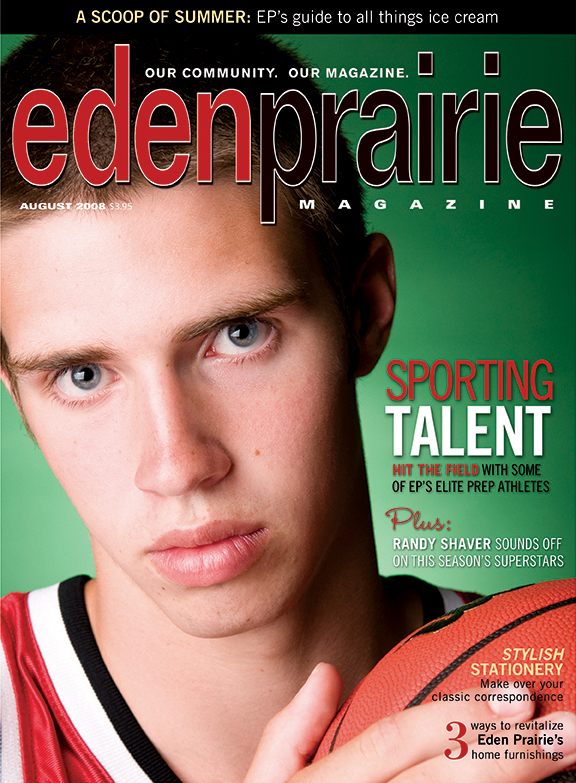 A SCOOP OF SUMMER: EP's guide to all things ice cream
OUR COMMUNITY. OUR MAGAZINE.
edenprairie
AUGUST 2008 $3.95
MAGAZINE
SPORTING
TALENT
HIT THE FIELD WITH SOME
OF EP'S ELITE PREP ATHLETES
Plus:
RANDY SHAVER SOUNDS OFF
ON THIS SEASON'S SUPERSTARS
STYLISH
STATIONERY
Make over your
classic correspondence
3 ways to revitalize
Eden Prairie's
home furnishings